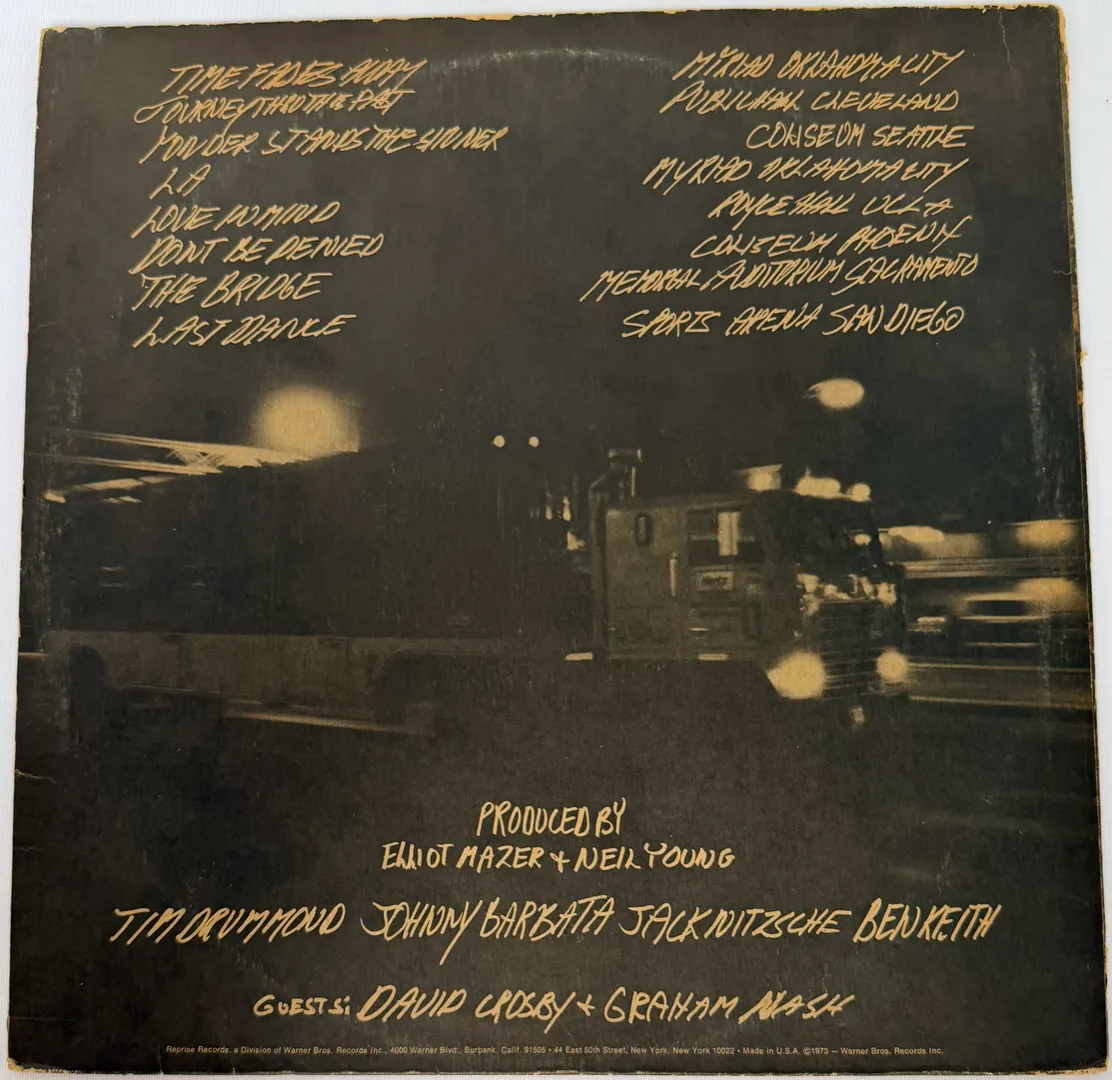 TIME FADES AWAY MYRIAD OKLAHOMA CITY
JOURNEY THRO THE PAST PUBLIC HALL CLEVELAND
YONDER STANDS THE SINNER COLISEUM SEATTLE
LA MYRIAD OKLAHOMA CITY
LOVE IN MIND ROYCE HALL UCLA
DONT BE DENIED COLISEUM PHOENIX
THE BRIDGE MEMORIAL AUDITORIUM SACRAMENTO
LAST DANCE SPORTS ARENA SAN DIEGO
Hertz
PRODUCED BY
ELLIOT MAZER + NEIL YOUNG
TIM DRUMMOND JOHNNY BARBATA JACK NITZSCHE BEN KEITH
GUESTS: DAVID CROSBY + GRAHAM NASH
Reprise Records, a Division of Warner Bros. Records Inc., 4000 Warner Blvd., Burbank, Calif. 91505 • 44 East 50th Street, New York, New York 10022 • Made in U.S.A. ©1973 — Warner Bros. Records Inc.